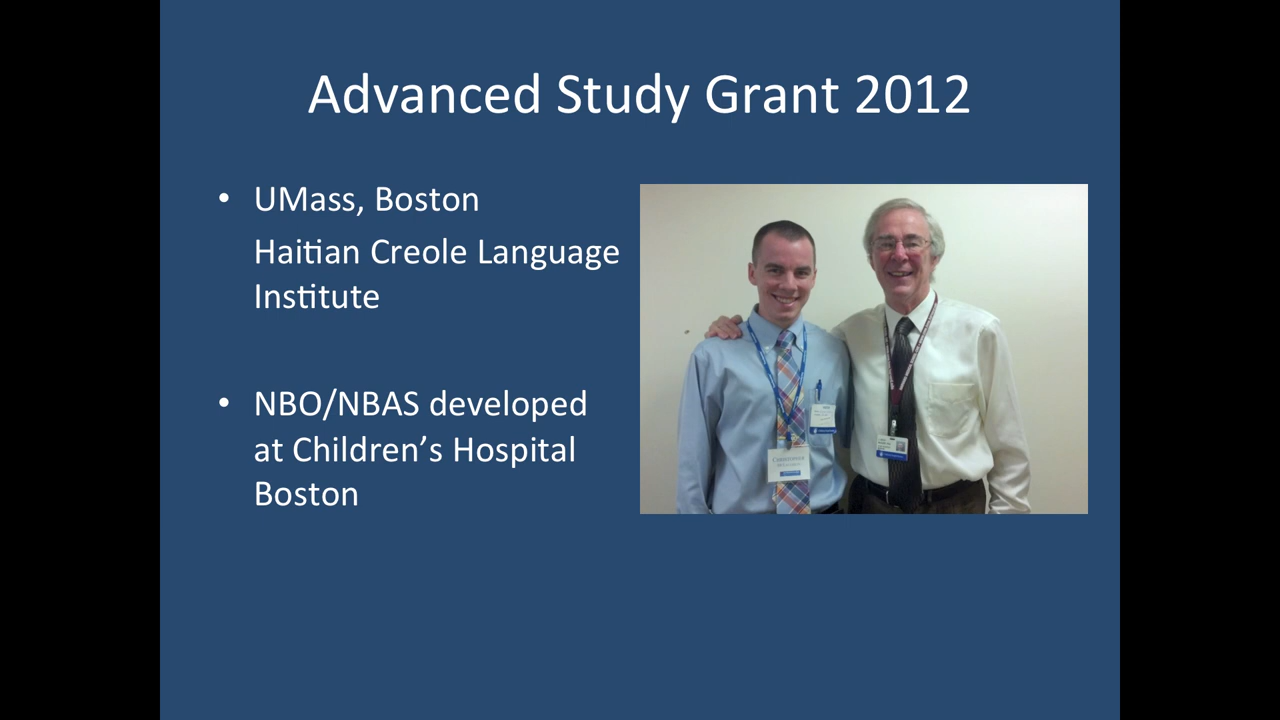 Advanced Study Grant 2012
• UMass, Boston
Haitian Creole Language
Institute
• NBO/NBAS developed
at Children’s Hospital
Boston